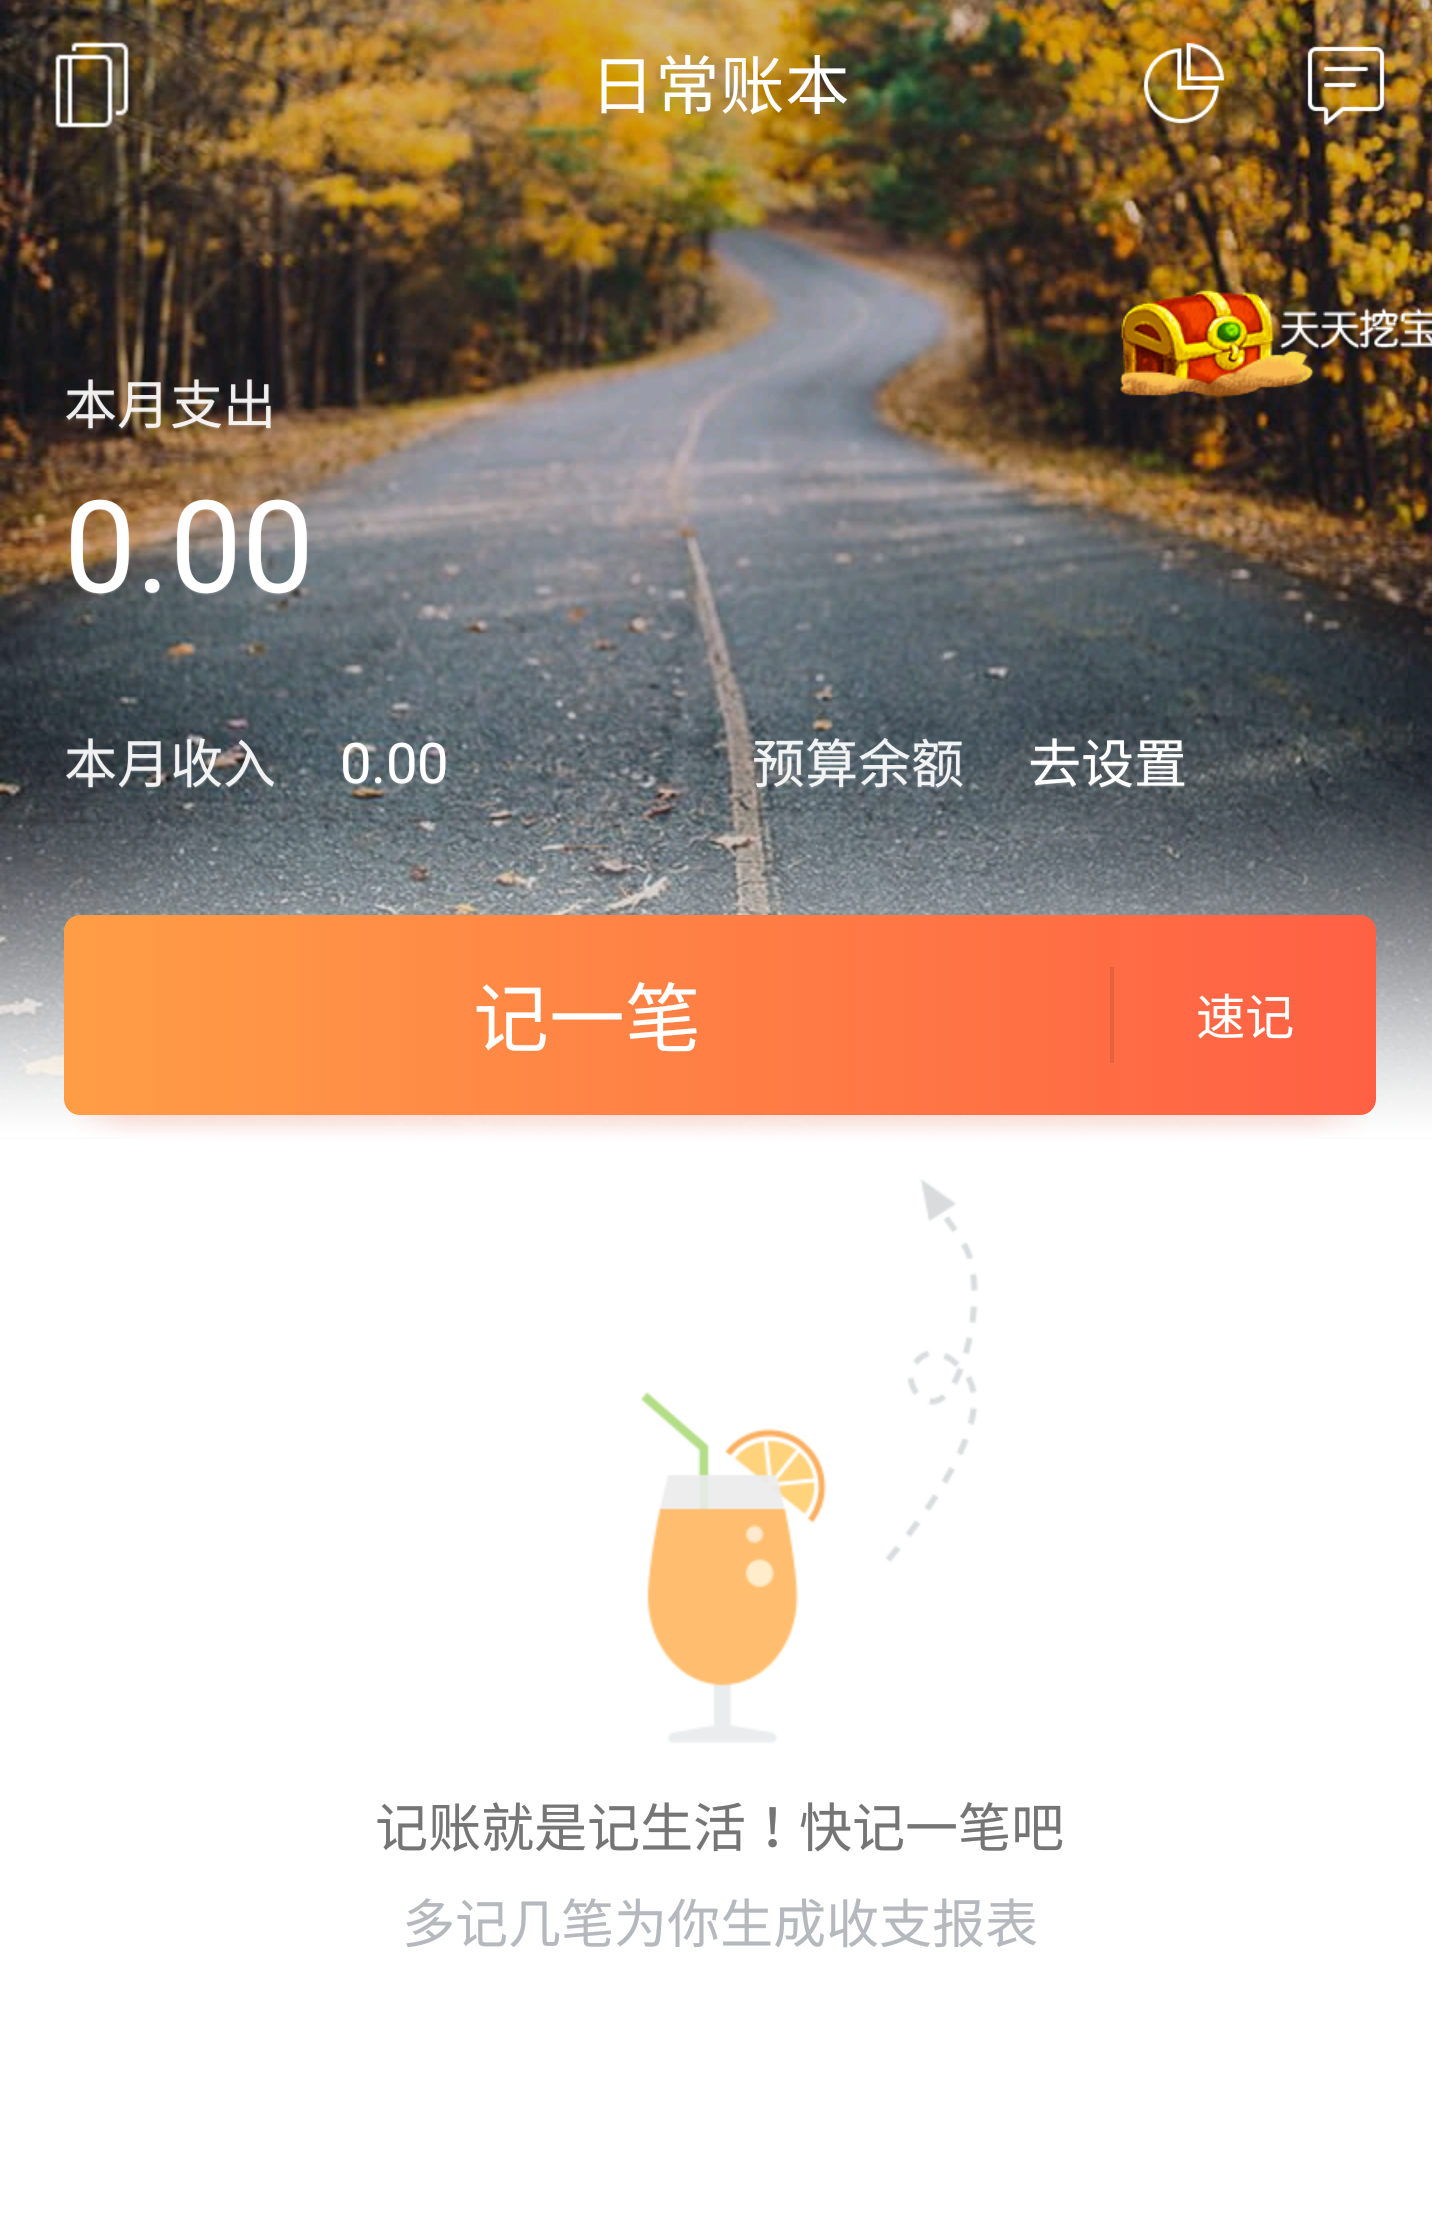 日常账本
天天挖宝
本月支出
0.00
本月收入 0.00 预算余额 去设置
记一笔 速记
记账就是记生活！快记一笔吧
多记几笔为你生成收支报表